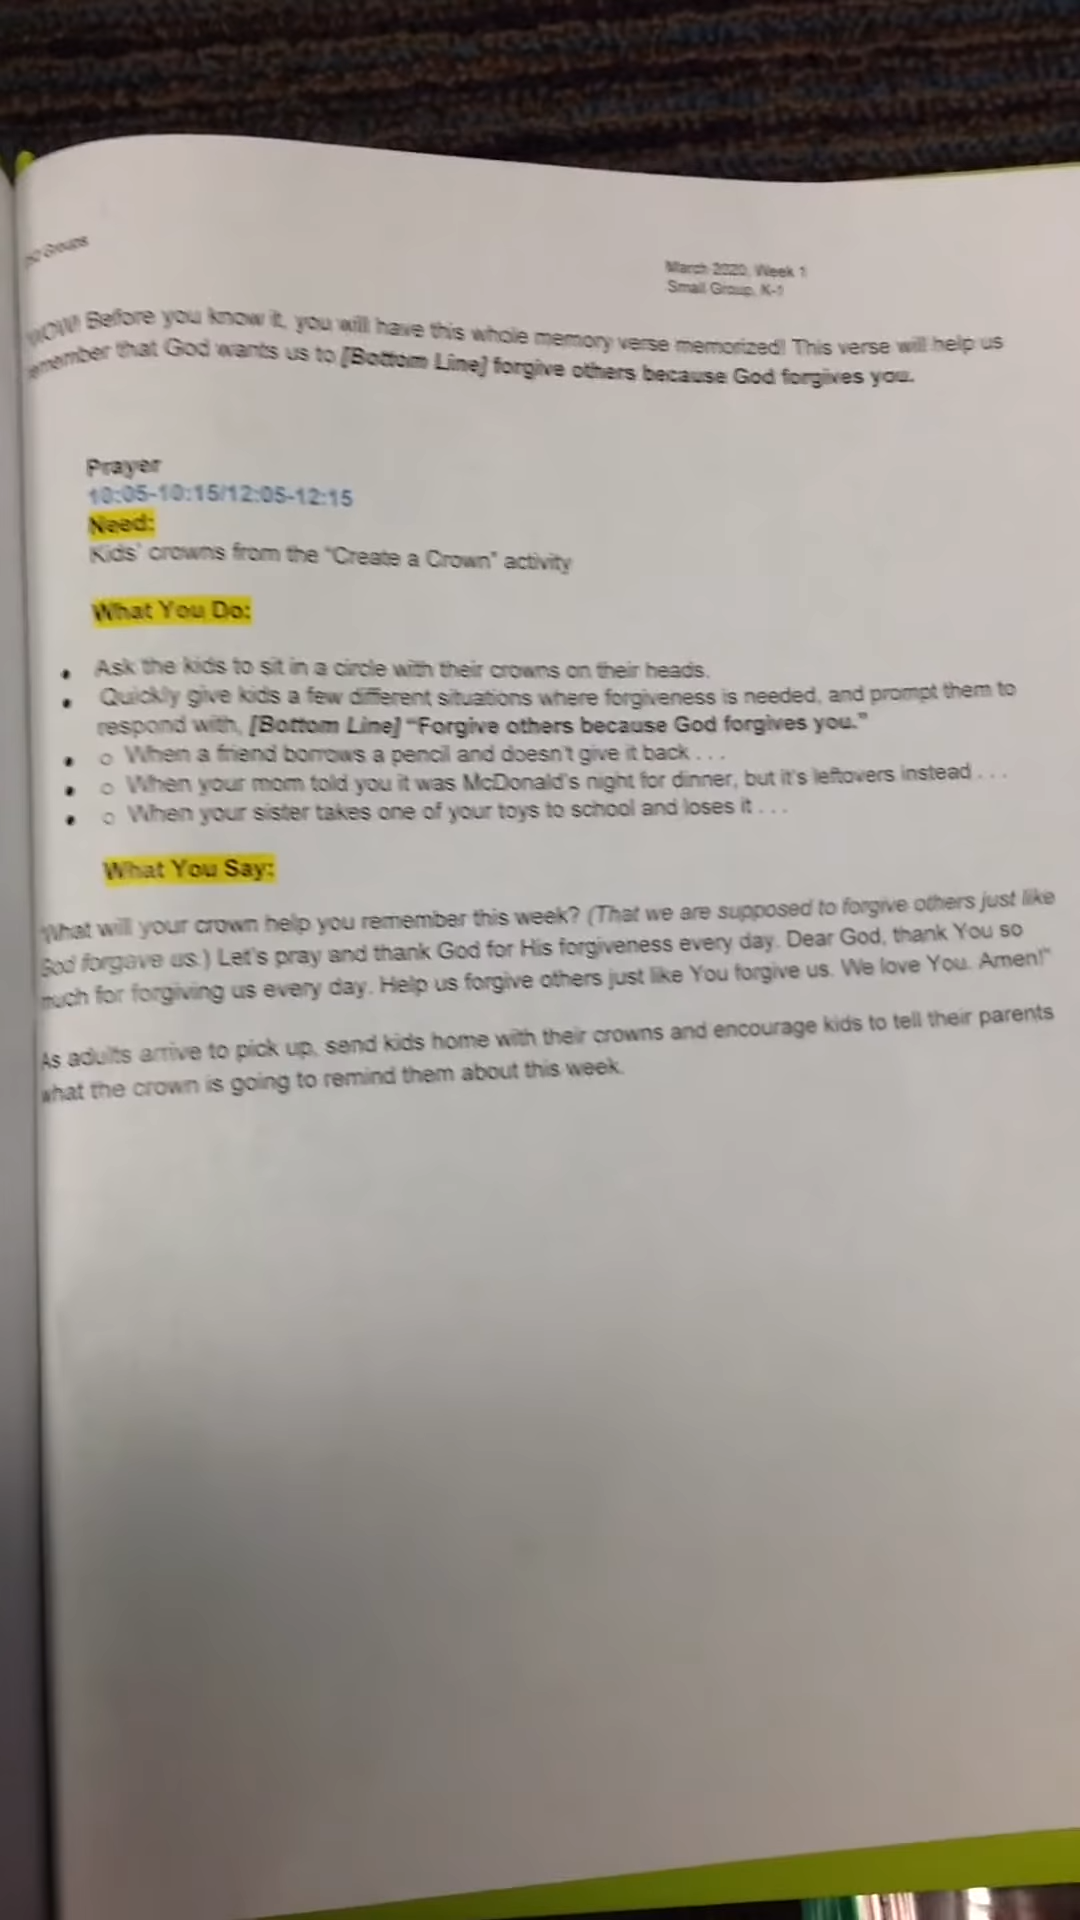 Groups
March 2020, Week 1
Small Group, K-1
WOW! Before you know it, you will have this whole memory verse memorized! This verse will help us
remember that God wants us to [Bottom Line] forgive others because God forgives you.
Prayer
10:05-10:15/12:05-12:15
Need:
Kids' crowns from the "Create a Crown" activity
What You Do:
• Ask the kids to sit in a circle with their crowns on their heads.
• Quickly give kids a few different situations where forgiveness is needed, and prompt them to
respond with, [Bottom Line] "Forgive others because God forgives you."
• o When a friend borrows a pencil and doesn't give it back . . .
• o When your mom told you it was McDonald's night for dinner, but it's leftovers instead . . .
• o When your sister takes one of your toys to school and loses it . . .
What You Say:
"What will your crown help you remember this week? (That we are supposed to forgive others just like
God forgave us.) Let's pray and thank God for His forgiveness every day. Dear God, thank You so
much for forgiving us every day. Help us forgive others just like You forgive us. We love You. Amen!"
As adults arrive to pick up, send kids home with their crowns and encourage kids to tell their parents
what the crown is going to remind them about this week.